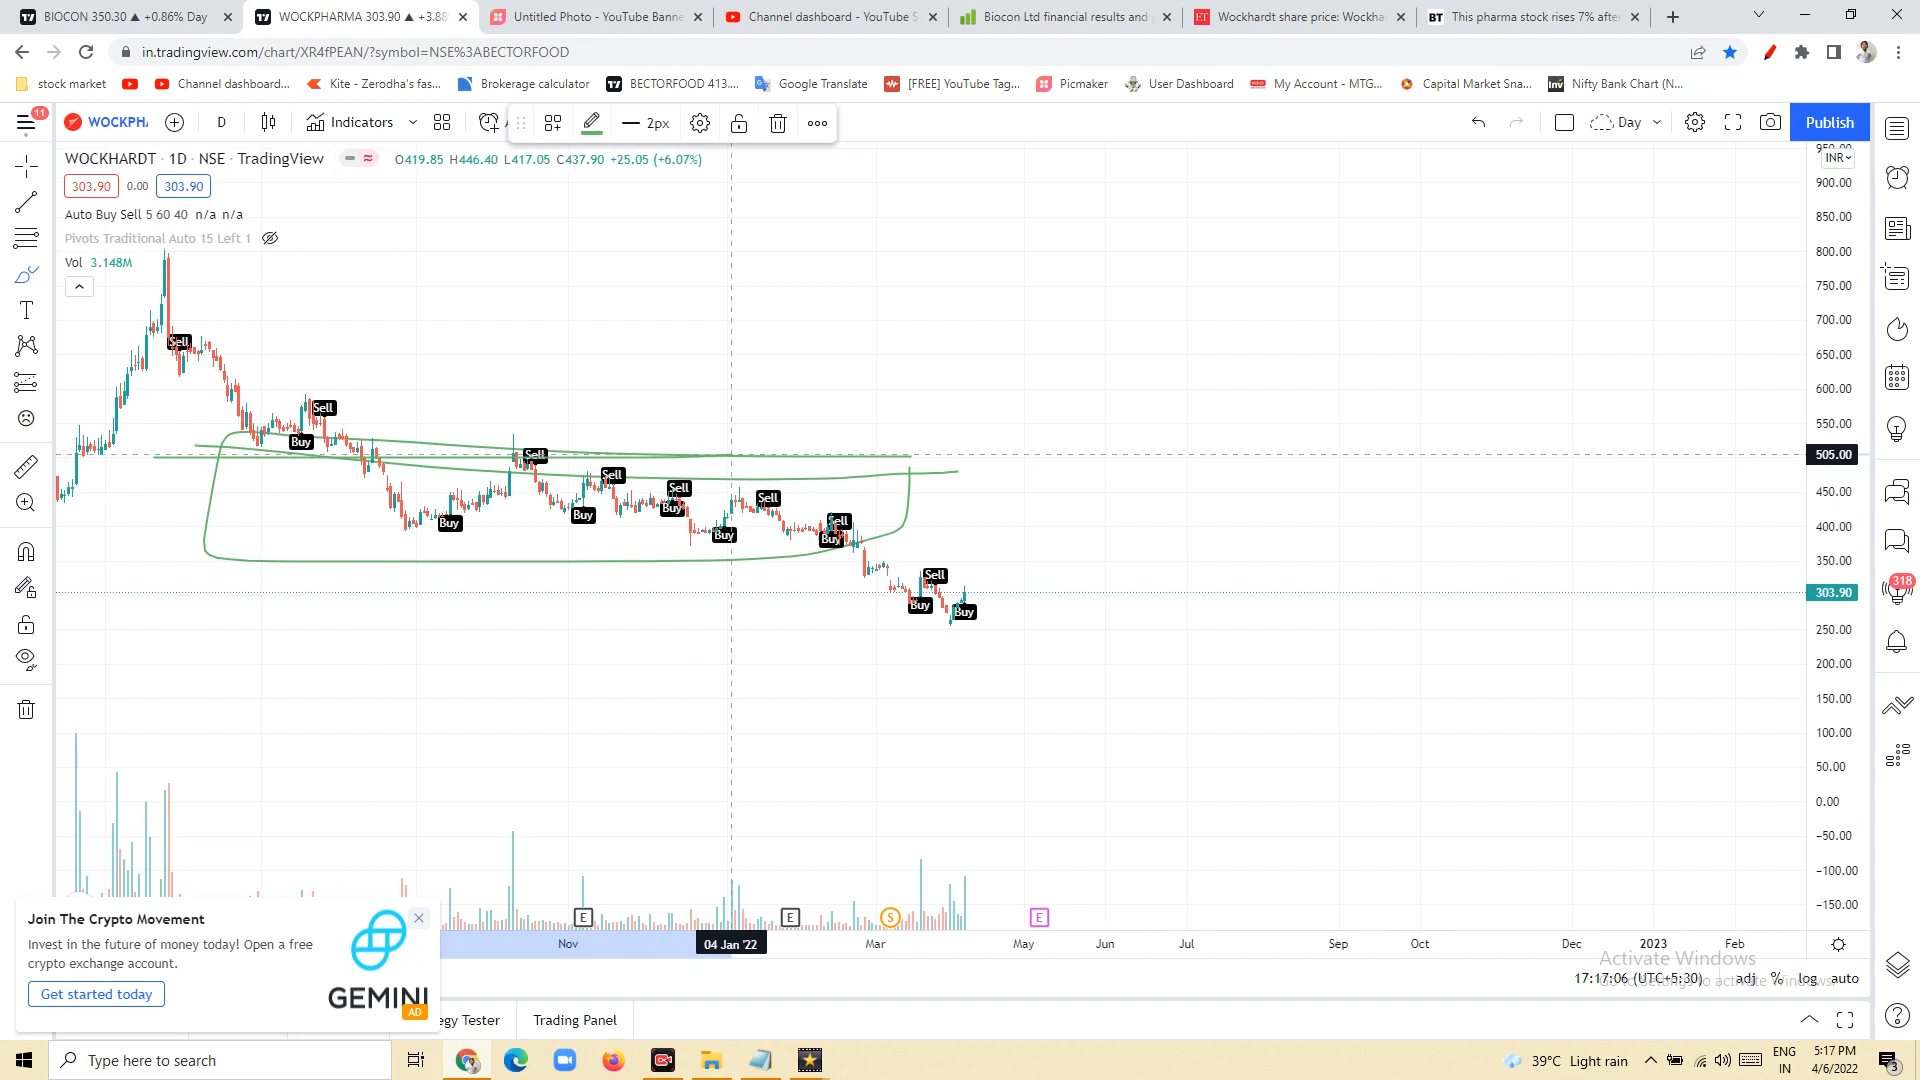 BIOCON 350.30 ▲ +0.86% Day
WOCKPHARMA 303.90 ▲ +3.88
Untitled Photo - YouTube Banne
Channel dashboard - YouTube S
Biocon Ltd financial results and
Wockhardt share price: Wockha
This pharma stock rises 7% afte
in.tradingview.com/chart/XR4fPEAN/?symbol=NSE%3ABECTORFOOD
stock market
Channel dashboard...
Kite - Zerodha's fas...
Brokerage calculator
BECTORFOOD 413....
Google Translate
[FREE] YouTube Tag...
Picmaker
User Dashboard
My Account - MTG...
Capital Market Sna...
Nifty Bank Chart (N...
11
WOCKPH
D
Indicators
2px
Day
Publish
WOCKHARDT · 1D · NSE · TradingView
O419.85 H446.40 L417.05 C437.90 +25.05 (+6.07%)
303.90 0.00 303.90
Auto Buy Sell 5 60 40 n/a n/a
Pivots Traditional Auto 15 Left 1
Vol 3.148M
INR
900.00
850.00
800.00
750.00
700.00
650.00
600.00
550.00
505.00
450.00
400.00
350.00
303.90
250.00
200.00
150.00
100.00
50.00
0.00
−50.00
−100.00
−150.00
Sell
Sell
Buy
Sell
Sell
Sell
Sell
Buy
Buy
Buy
Buy
Sell
Buy
Sell
Buy
Buy
318
E
E
S
E
Nov
04 Jan '22
Mar
May
Jun
Jul
Sep
Oct
Dec
2023
Feb
Join The Crypto Movement
Invest in the future of money today! Open a free
crypto exchange account.
Get started today
GEMINI
AD
Activate Windows
Go to Settings to activate Windows.
17:17:06 (UTC+5:30)
adj
%
log
auto
egy Tester
Trading Panel
Type here to search
39°C Light rain
ENG
IN
5:17 PM
4/6/2022
3